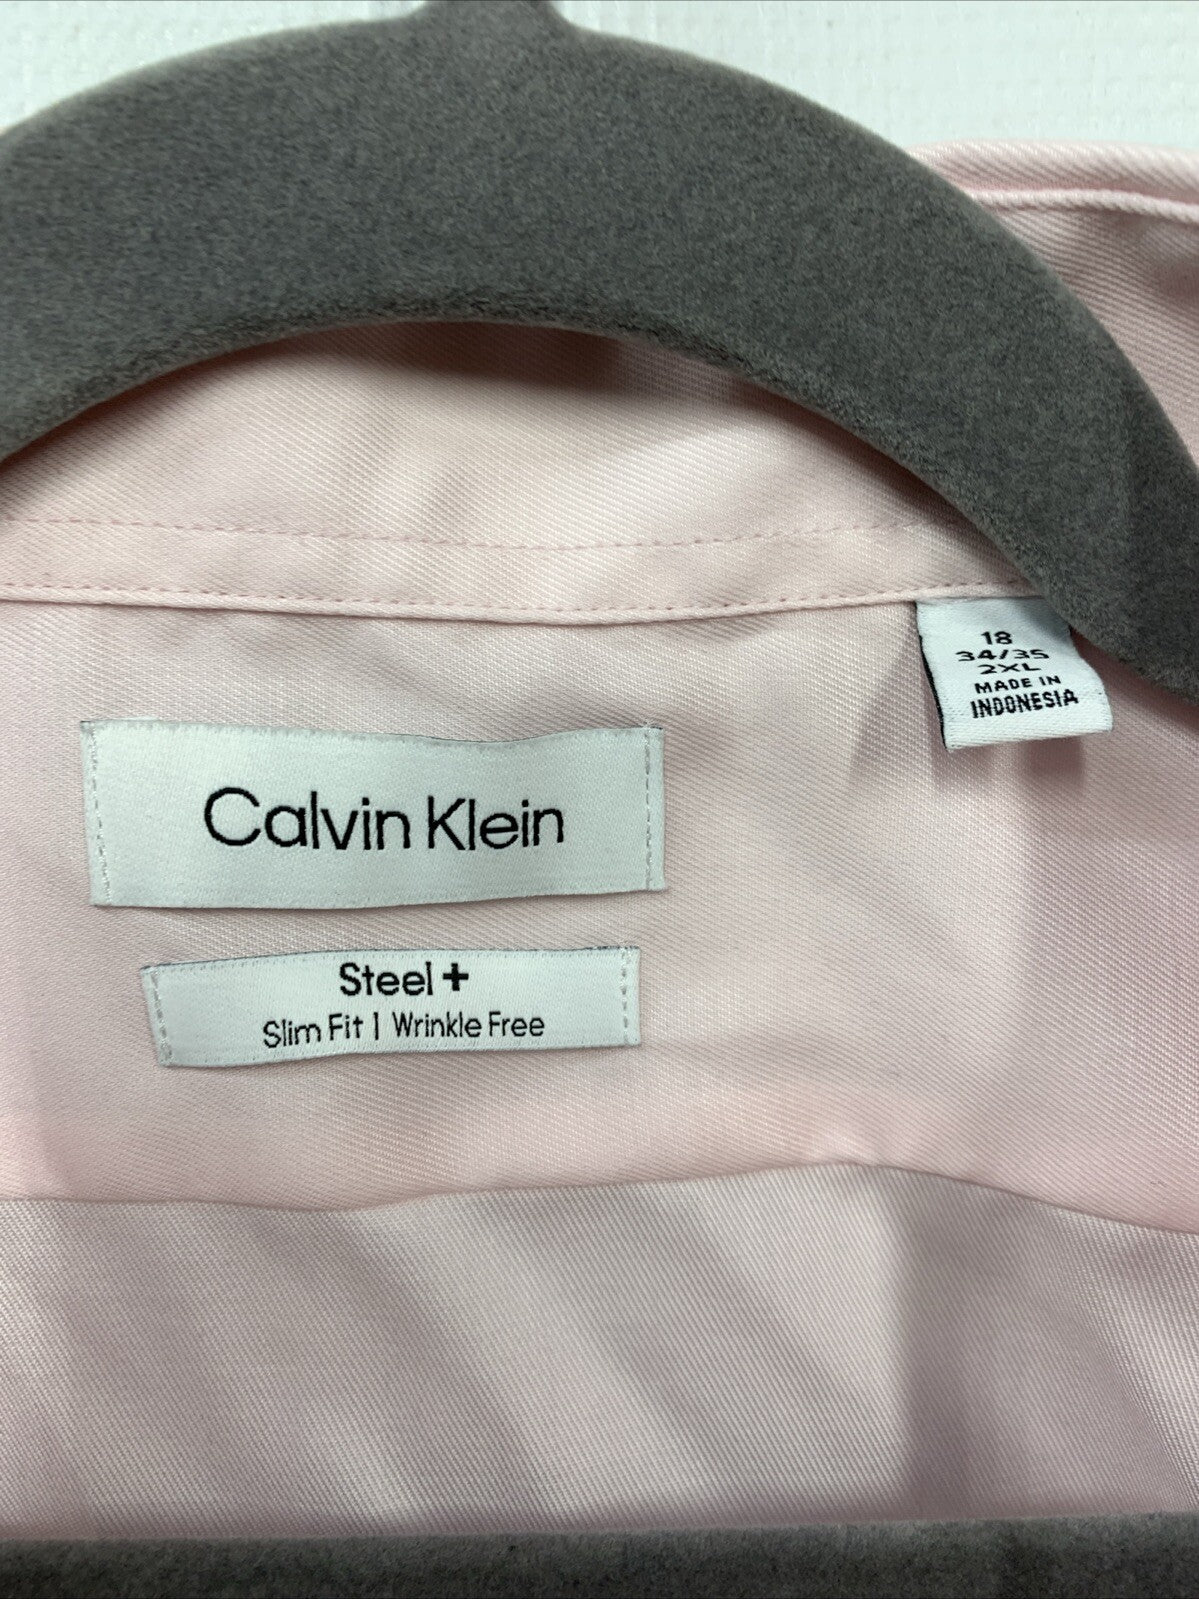 18
34/35
2XL
MADE IN
INDONESIA
Calvin Klein
Steel +
Slim Fit | Wrinkle Free